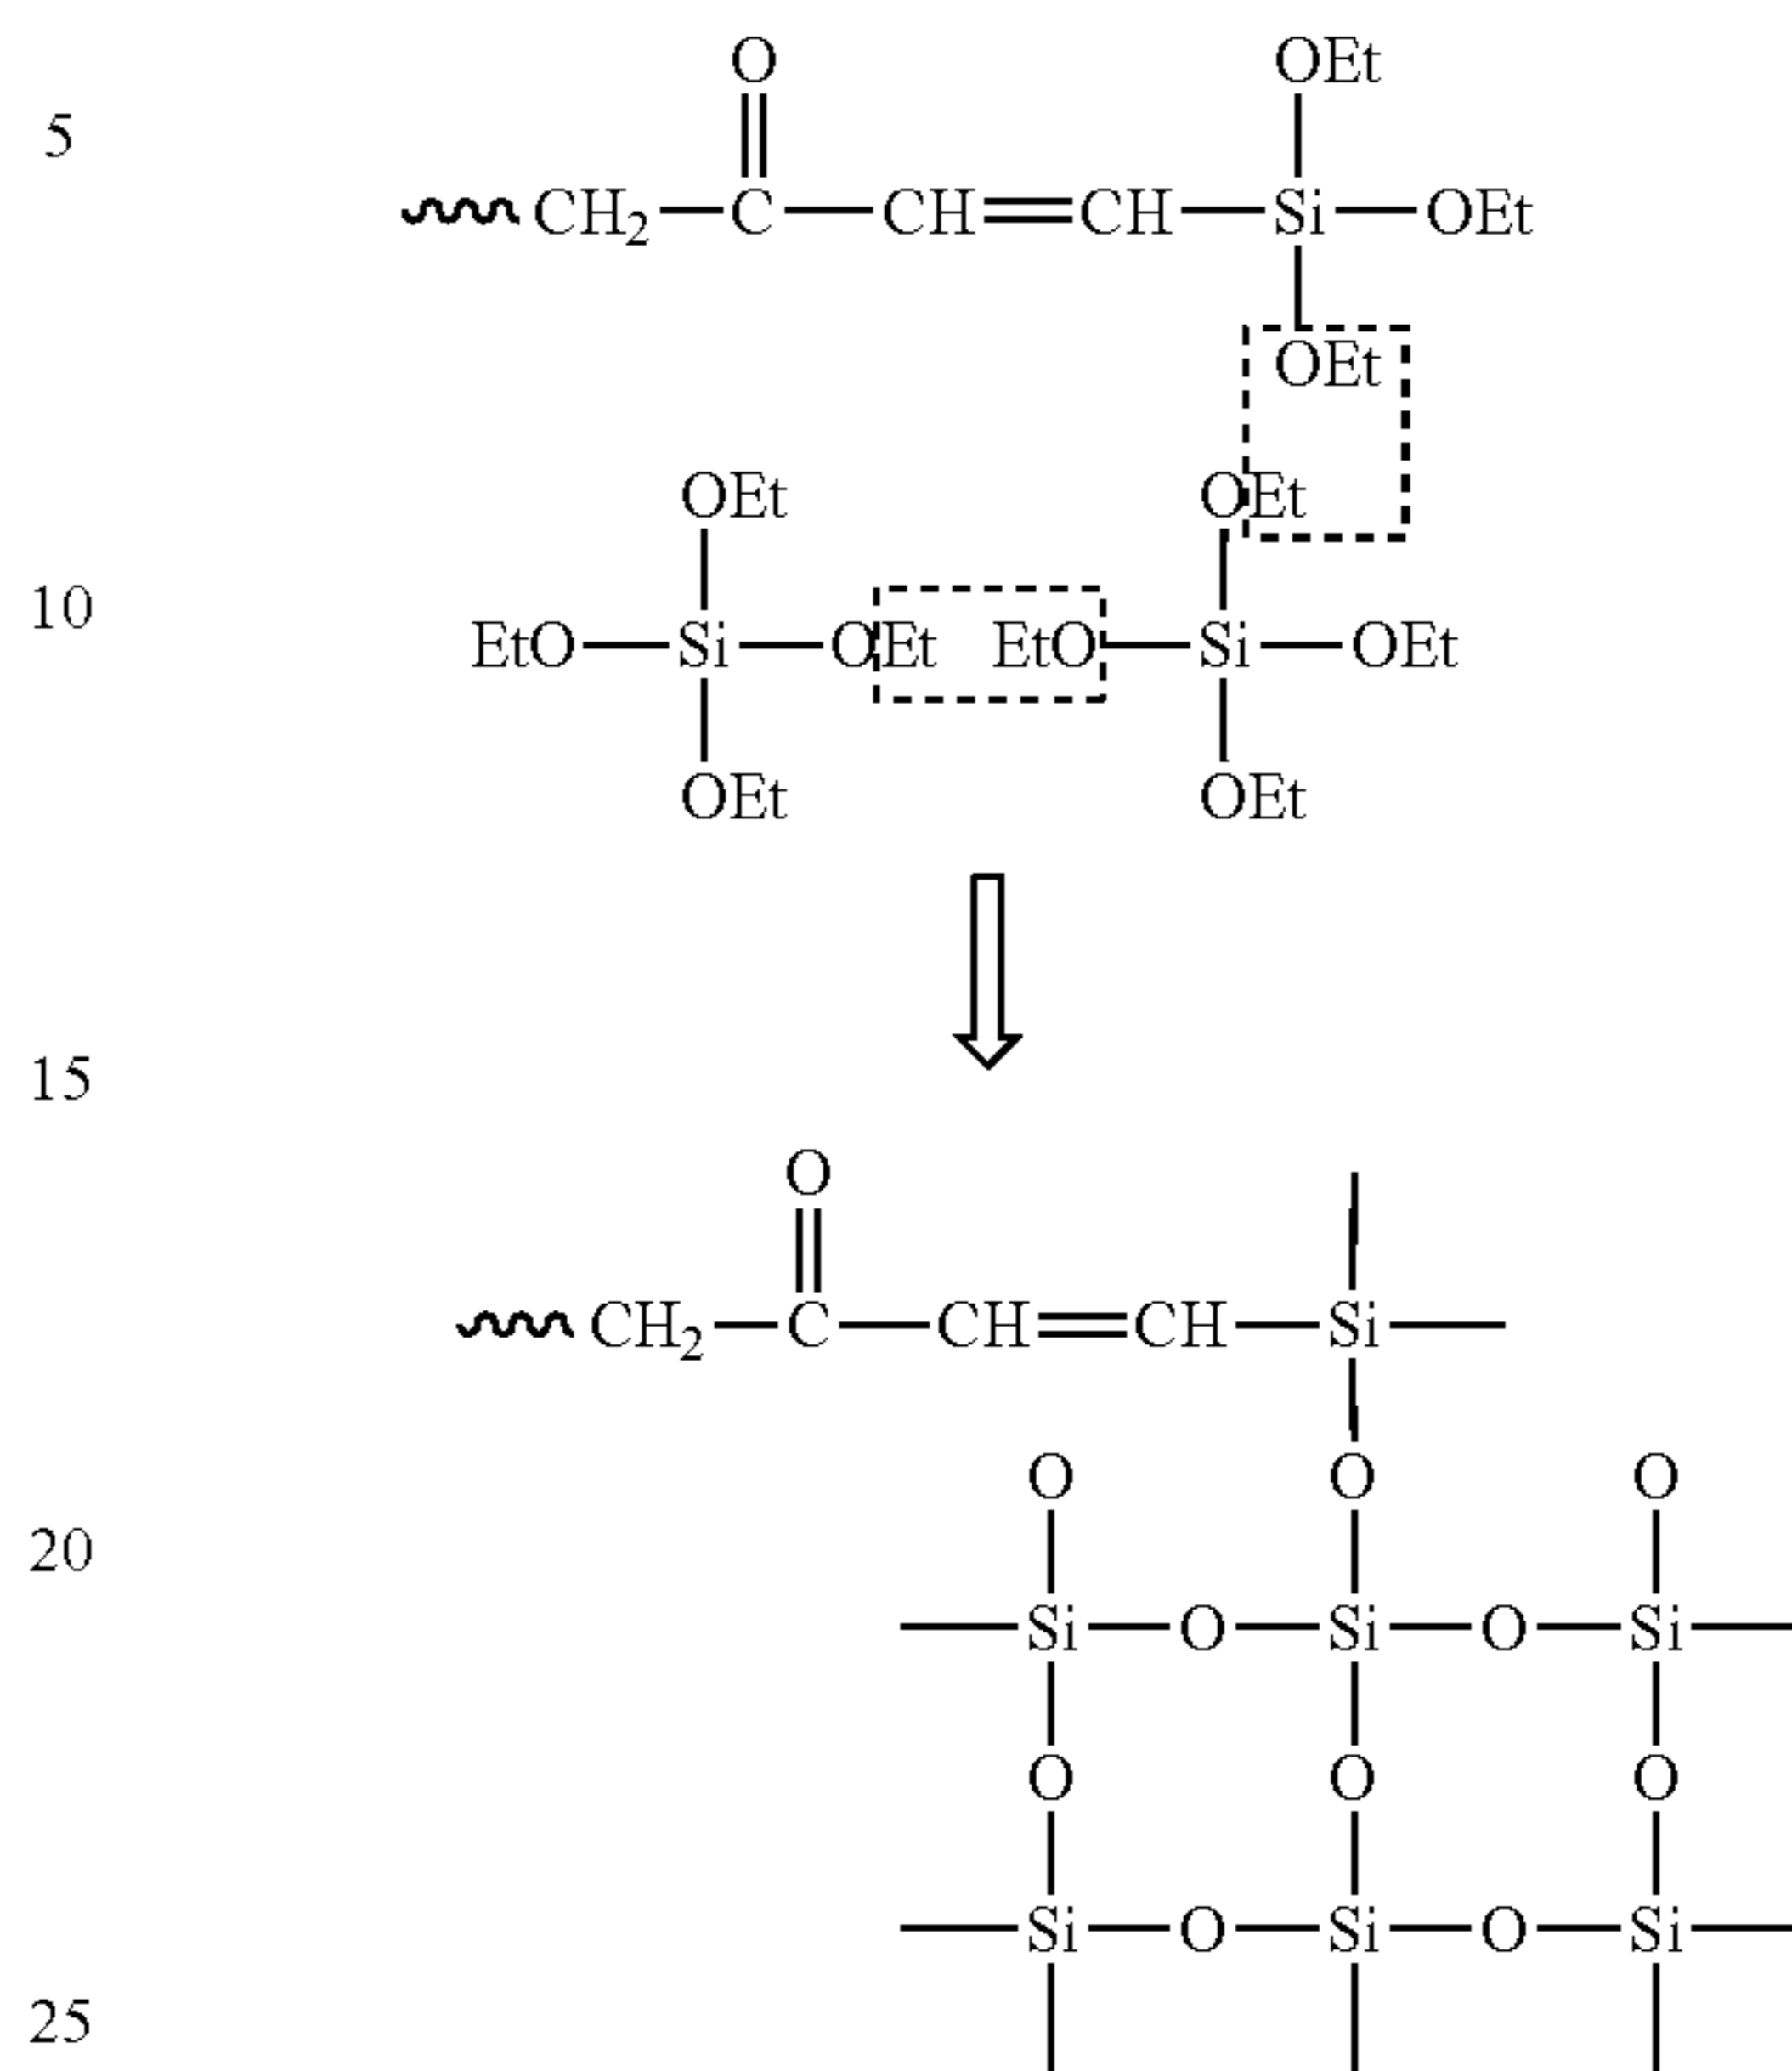 O OEt
5
CH₂ C CH CH Si OEt
OEt
OEt OEt
10
EtO Si OEt EtO Si OEt
OEt OEt
15
O
CH₂ C CH CH Si
O O O
20
Si O Si O Si
O O O
Si O Si O Si
25